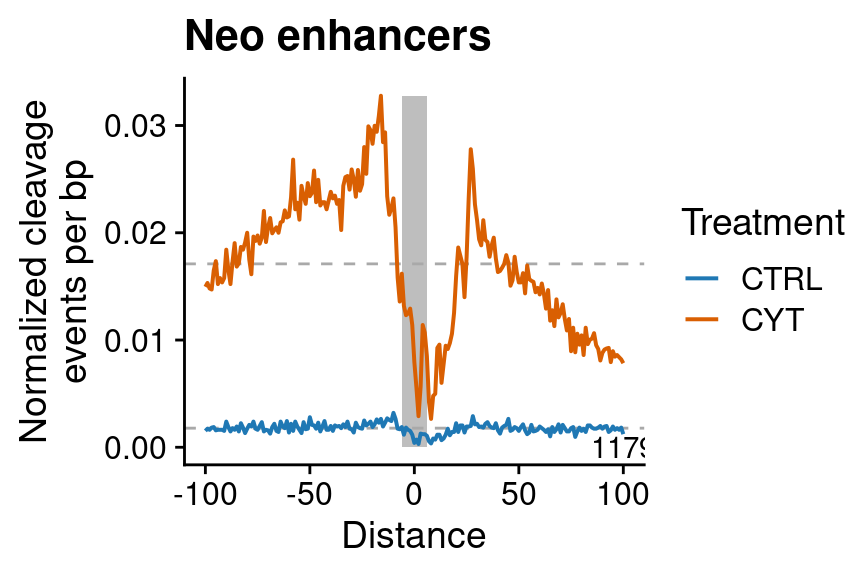 Neo enhancers
Normalized cleavage
events per bp
0.03
0.02
0.01
0.00
1179
-100 -50 0 50 100
Distance
Treatment
CTRL
CYT